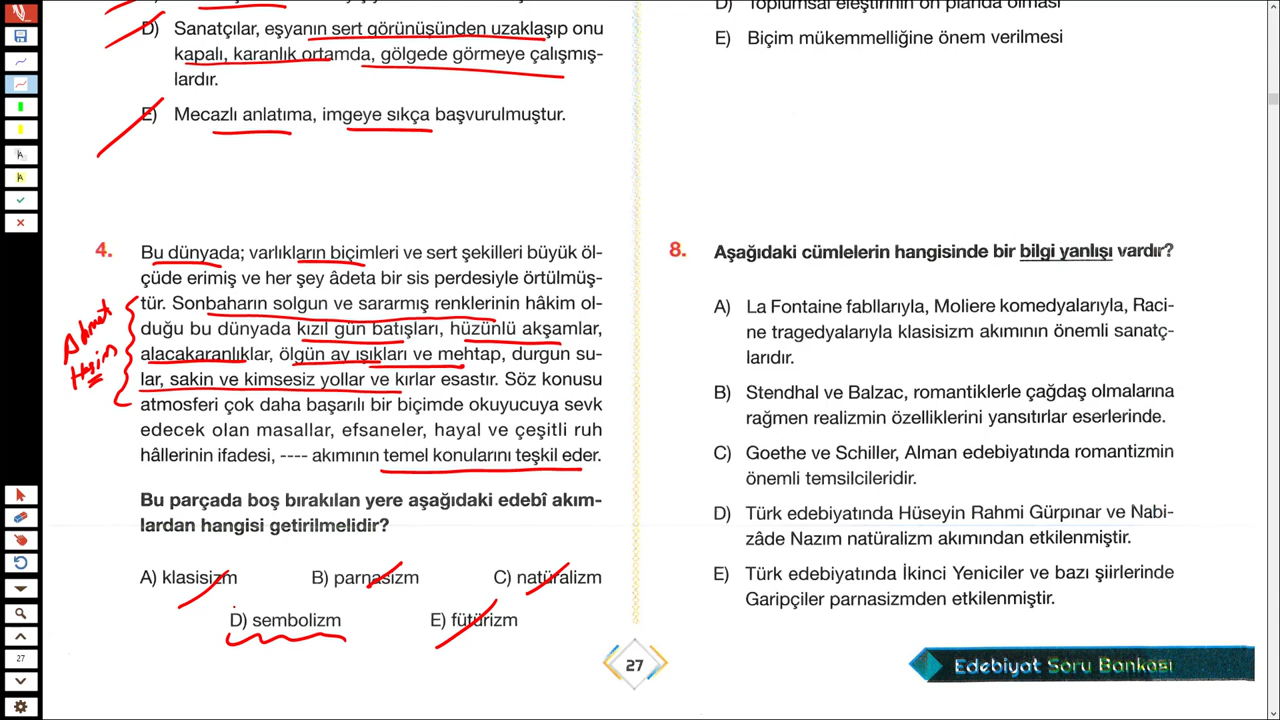 D) Sanatçılar, eşyanın sert görünüşünden uzaklaşıp onu
kapalı, karanlık ortamda, gölgede görmeye çalışmış-
lardır.
E) Mecazlı anlatıma, imgeye sıkça başvurulmuştur.
4. Bu dünyada; varlıkların biçimleri ve sert şekilleri büyük öl-
çüde erimiş ve her şey âdeta bir sis perdesiyle örtülmüş-
tür. Sonbaharın solgun ve sararmış renklerinin hâkim ol-
duğu bu dünyada kızıl gün batışları, hüzünlü akşamlar,
alacakaranlıklar, ölgün ay ışıkları ve mehtap, durgun su-
lar, sakin ve kimsesiz yollar ve kırlar esastır. Söz konusu
atmosferi çok daha başarılı bir biçimde okuyucuya sevk
edecek olan masallar, efsaneler, hayal ve çeşitli ruh
hâllerinin ifadesi, ---- akımının temel konularını teşkil eder.
Ahmet
Haşim
Bu parçada boş bırakılan yere aşağıdaki edebî akım-
lardan hangisi getirilmelidir?
A) klasisizm B) parnasizm C) natüralizm
D) sembolizm E) fütürizm
D) Toplumsal eleştirinin ön planda olması
E) Biçim mükemmelliğine önem verilmesi
8. Aşağıdaki cümlelerin hangisinde bir bilgi yanlışı vardır?
A) La Fontaine fabllarıyla, Moliere komedyalarıyla, Raci-
ne tragedyalarıyla klasisizm akımının önemli sanatç-
larıdır.
B) Stendhal ve Balzac, romantiklerle çağdaş olmalarına
rağmen realizmin özelliklerini yansıtırlar eserlerinde.
C) Goethe ve Schiller, Alman edebiyatında romantizmin
önemli temsilcileridir.
D) Türk edebiyatında Hüseyin Rahmi Gürpınar ve Nabi-
zâde Nazım natüralizm akımından etkilenmiştir.
E) Türk edebiyatında İkinci Yeniciler ve bazı şiirlerinde
Garipçiler parnasizmden etkilenmiştir.
27
Edebiyat Soru Bankası
27